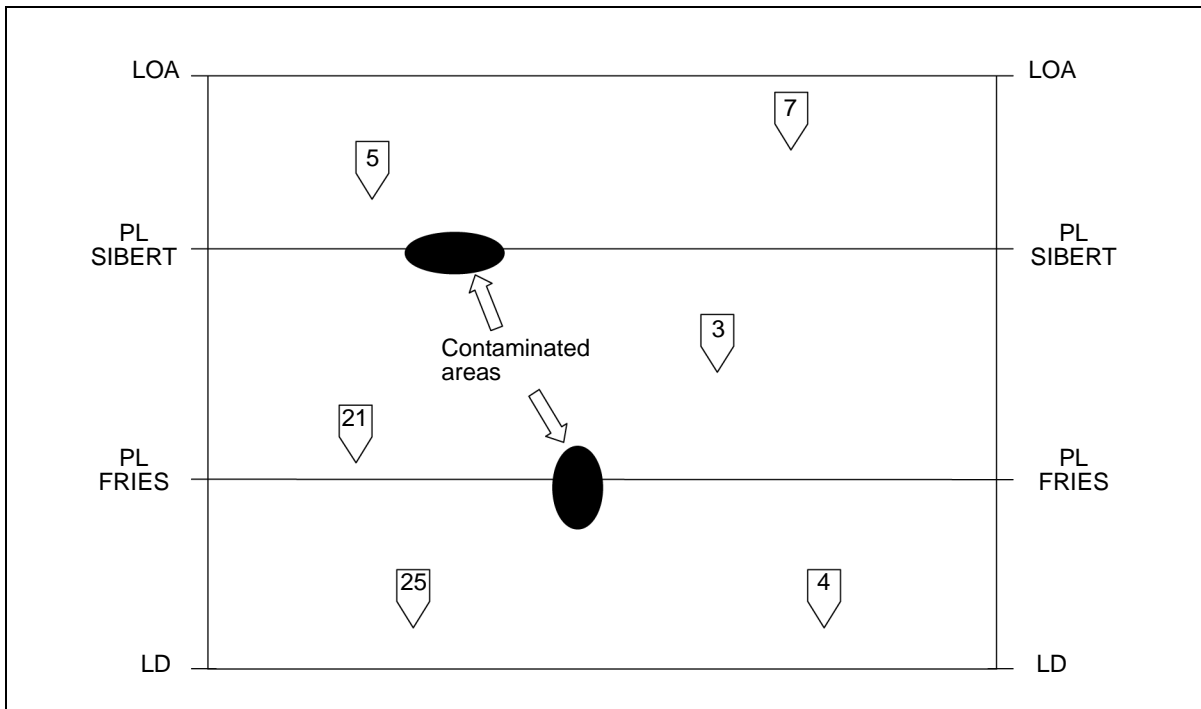 LOA
LOA
7
5
PL
SIBERT
PL
SIBERT
3
Contaminated
areas
21
PL
FRIES
PL
FRIES
25
4
LD
LD